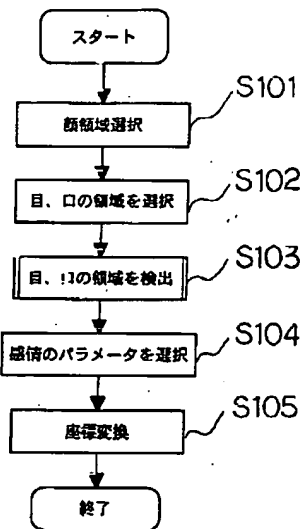 スタート
S101
顔領域選択
S102
目、口の領域を選択
S103
目、口の領域を検出
S104
感情のパラメータを選択
S105
座標変換
終了